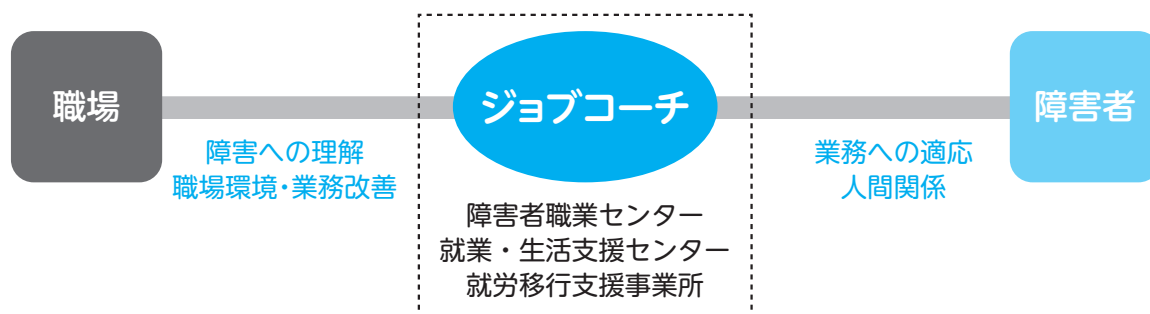 職場
ジョブコーチ
障害者
障害への理解
職場環境・業務改善
業務への適応
人間関係
障害者職業センター
就業・生活支援センター
就労移行支援事業所